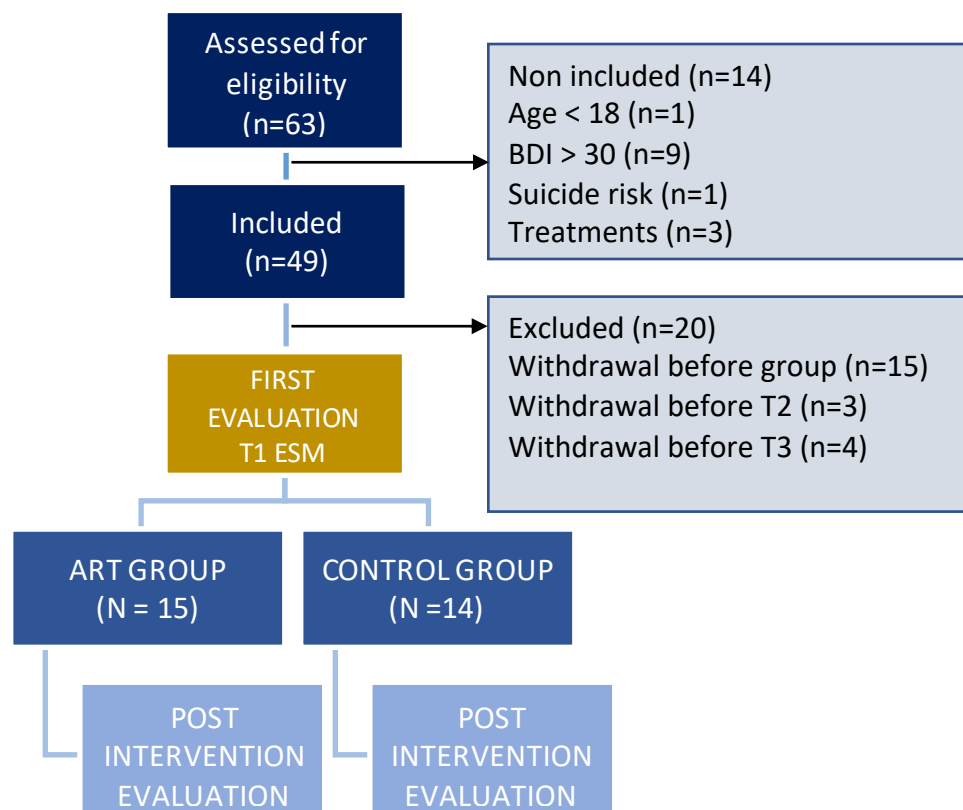 Assessed for
eligibility
(n=63)
Non included (n=14)
Age < 18 (n=1)
BDI > 30 (n=9)
Suicide risk (n=1)
Treatments (n=3)
Included
(n=49)
Excluded (n=20)
Withdrawal before group (n=15)
Withdrawal before T2 (n=3)
Withdrawal before T3 (n=4)
FIRST
EVALUATION
T1 ESM
ART GROUP
(N = 15)
CONTROL GROUP
(N =14)
POST
INTERVENTION
EVALUATION
POST
INTERVENTION
EVALUATION